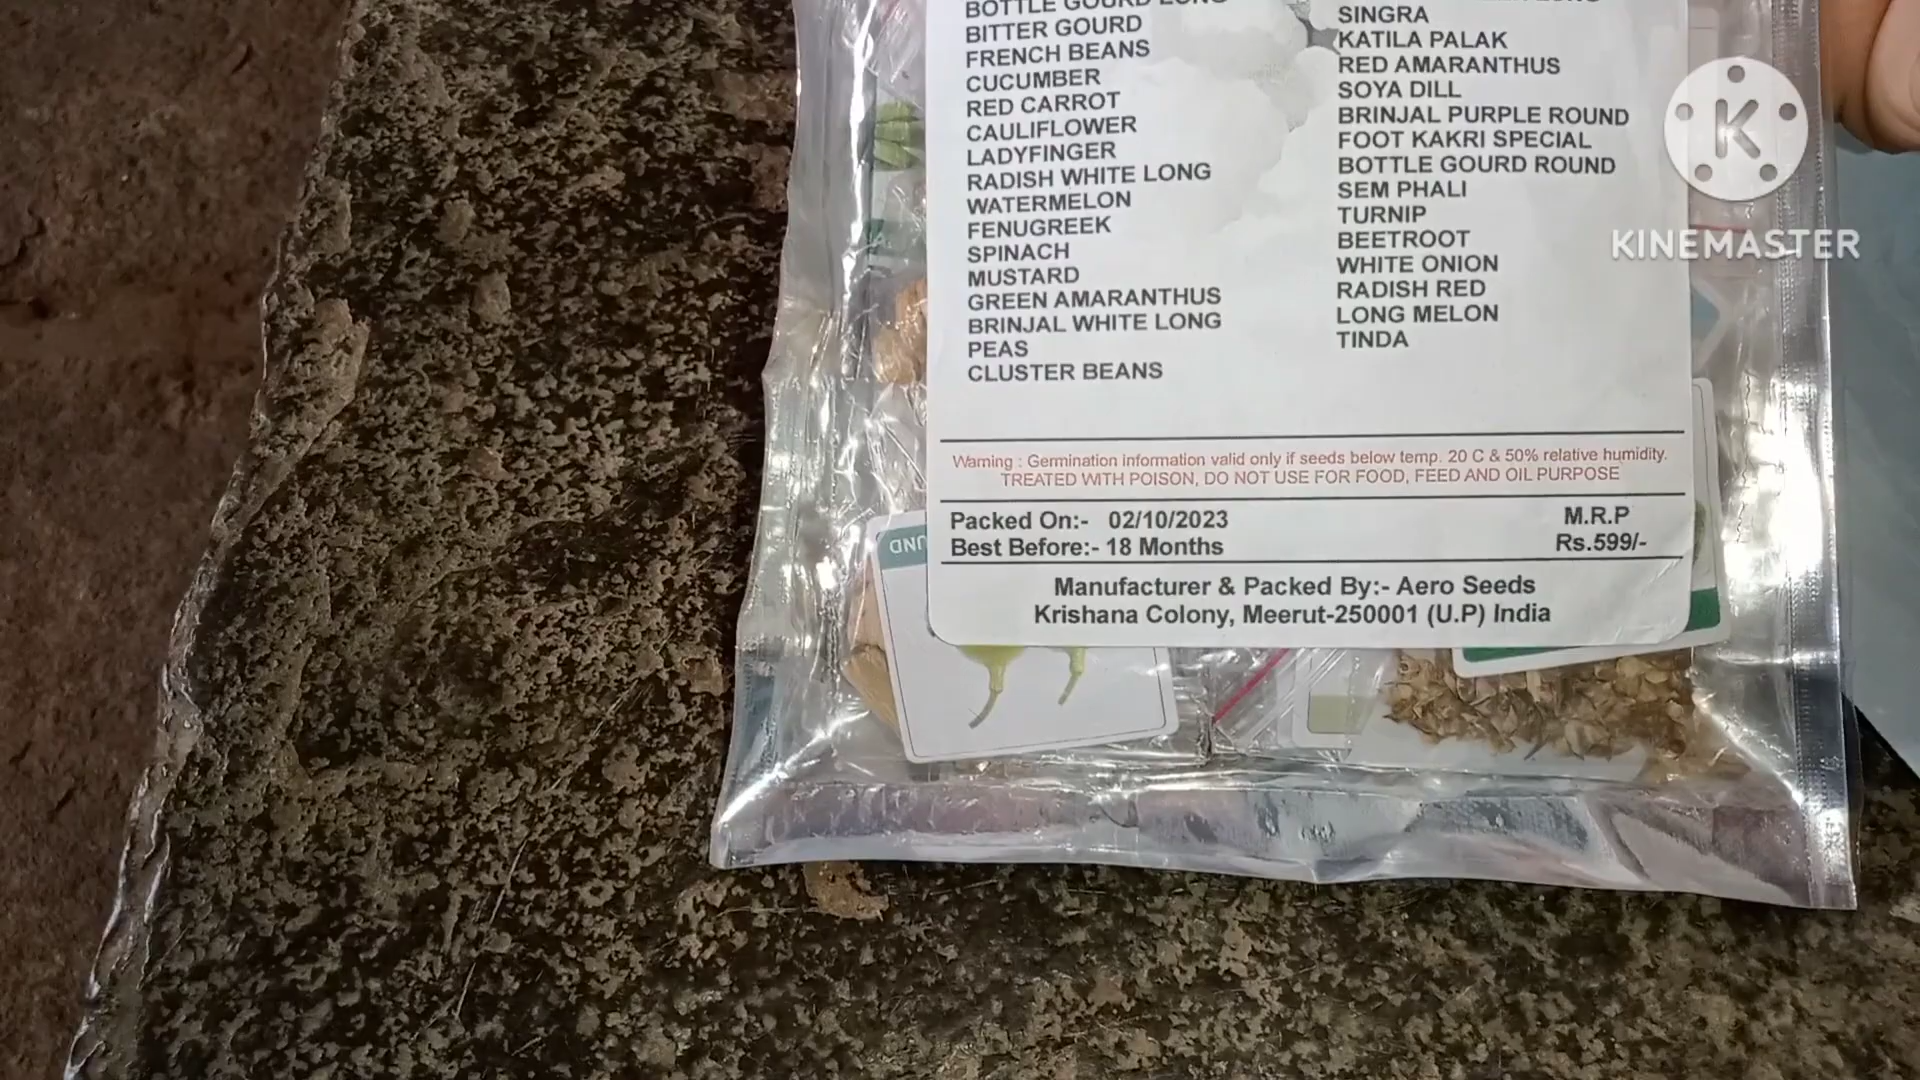 BOTTLE GOURD LONG
BITTER GOURD
FRENCH BEANS
CUCUMBER
RED CARROT
CAULIFLOWER
LADYFINGER
RADISH WHITE LONG
WATERMELON
FENUGREEK
SPINACH
MUSTARD
GREEN AMARANTHUS
BRINJAL WHITE LONG
PEAS
CLUSTER BEANS
SINGRA
KATILA PALAK
RED AMARANTHUS
SOYA DILL
BRINJAL PURPLE ROUND
FOOT KAKRI SPECIAL
BOTTLE GOURD ROUND
SEM PHALI
TURNIP
BEETROOT
WHITE ONION
RADISH RED
LONG MELON
TINDA
Warning : Germination information valid only if seeds below temp. 20 C & 50% relative humidity.
TREATED WITH POISON, DO NOT USE FOR FOOD, FEED AND OIL PURPOSE
Packed On:- 02/10/2023
Best Before:- 18 Months
M.R.P
Rs.599/-
Manufacturer & Packed By:- Aero Seeds
Krishana Colony, Meerut-250001 (U.P) India
K
KINEMASTER